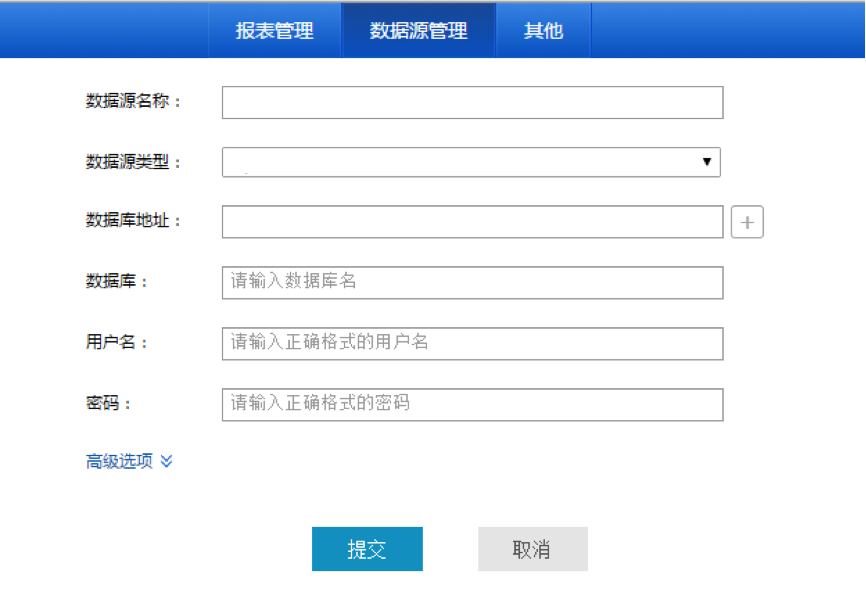 报表管理 数据源管理 其他
数据源名称：
数据源类型：
数据库地址：
数据库： 请输入数据库名
用户名： 请输入正确格式的用户名
密码： 请输入正确格式的密码
高级选项
提交 取消